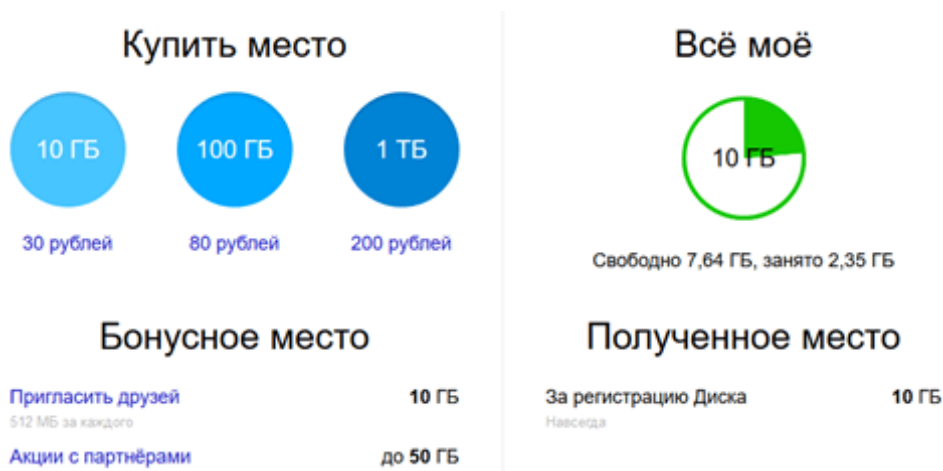 Купить место
10 ГБ
100 ГБ
1 ТБ
30 рублей
80 рублей
200 рублей
Бонусное место
Пригласить друзей
10 ГБ
512 МБ за каждого
Акции с партнёрами
до 50 ГБ
Всё моё
10 ГБ
Свободно 7,64 ГБ, занято 2,35 ГБ
Полученное место
За регистрацию Диска
10 ГБ
Навсегда